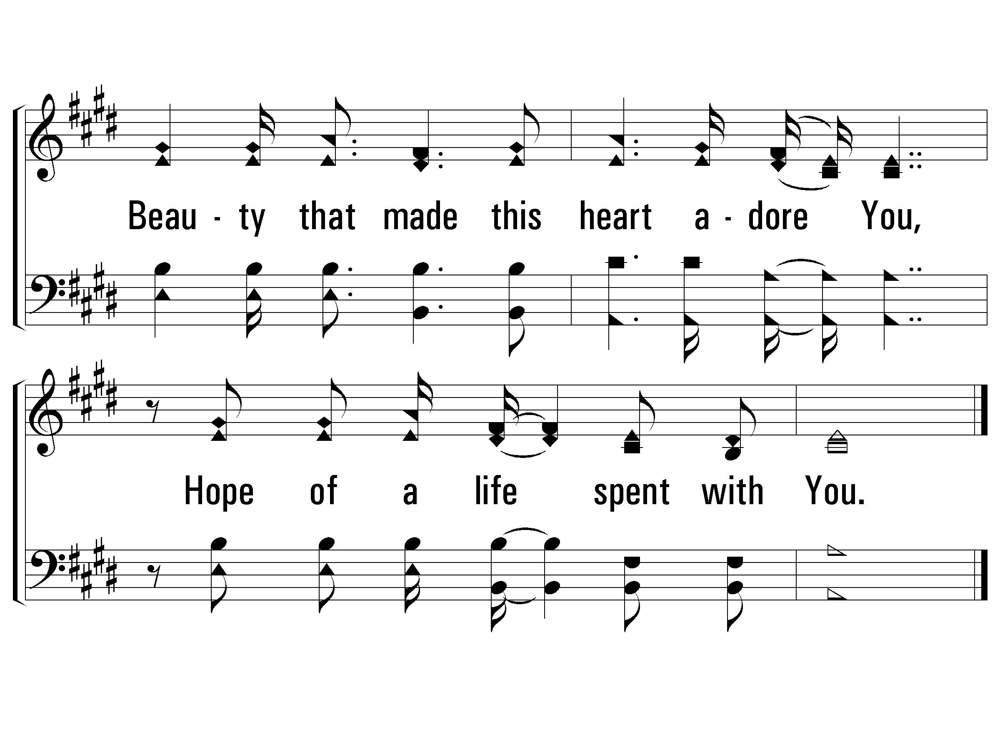 Beau - ty that made this heart a - dore You,
Hope of a life spent with You.